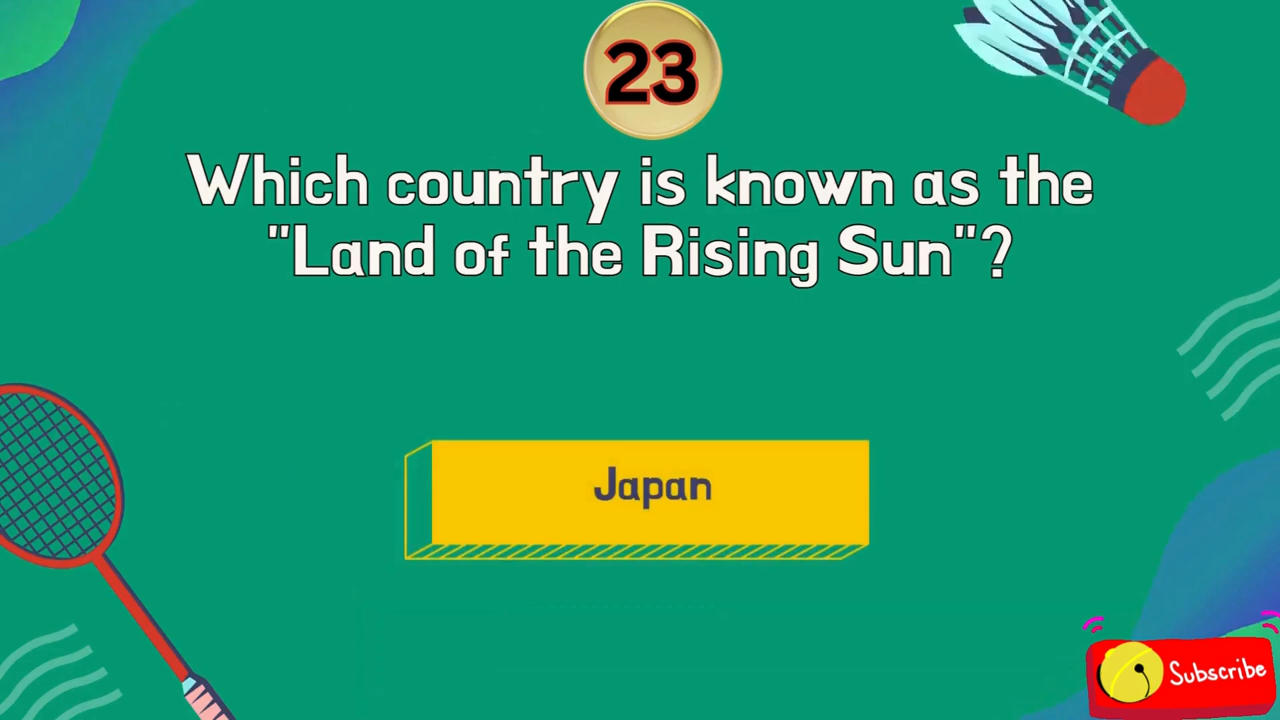 23
Which country is known as the
"Land of the Rising Sun"?
Japan
Subscribe